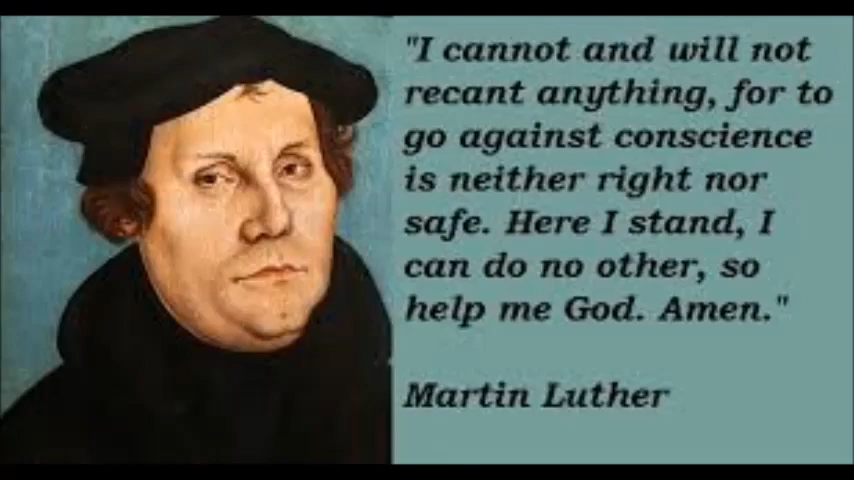 "I cannot and will not
recant anything, for to
go against conscience
is neither right nor
safe. Here I stand, I
can do no other, so
help me God. Amen."
Martin Luther